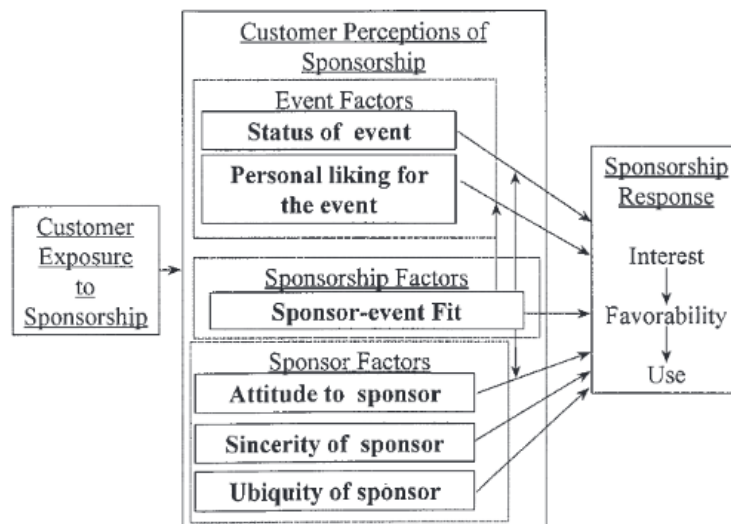 Customer Perceptions of
Sponsorship
Event Factors
Status of event
Personal liking for
the event
Sponsorship
Response
Customer
Exposure
to
Sponsorship
Interest
Sponsorship Factors
Sponsor-event Fit
Favorability
Sponsor Factors
Use
Attitude to sponsor
Sincerity of sponsor
Ubiquity of sponsor